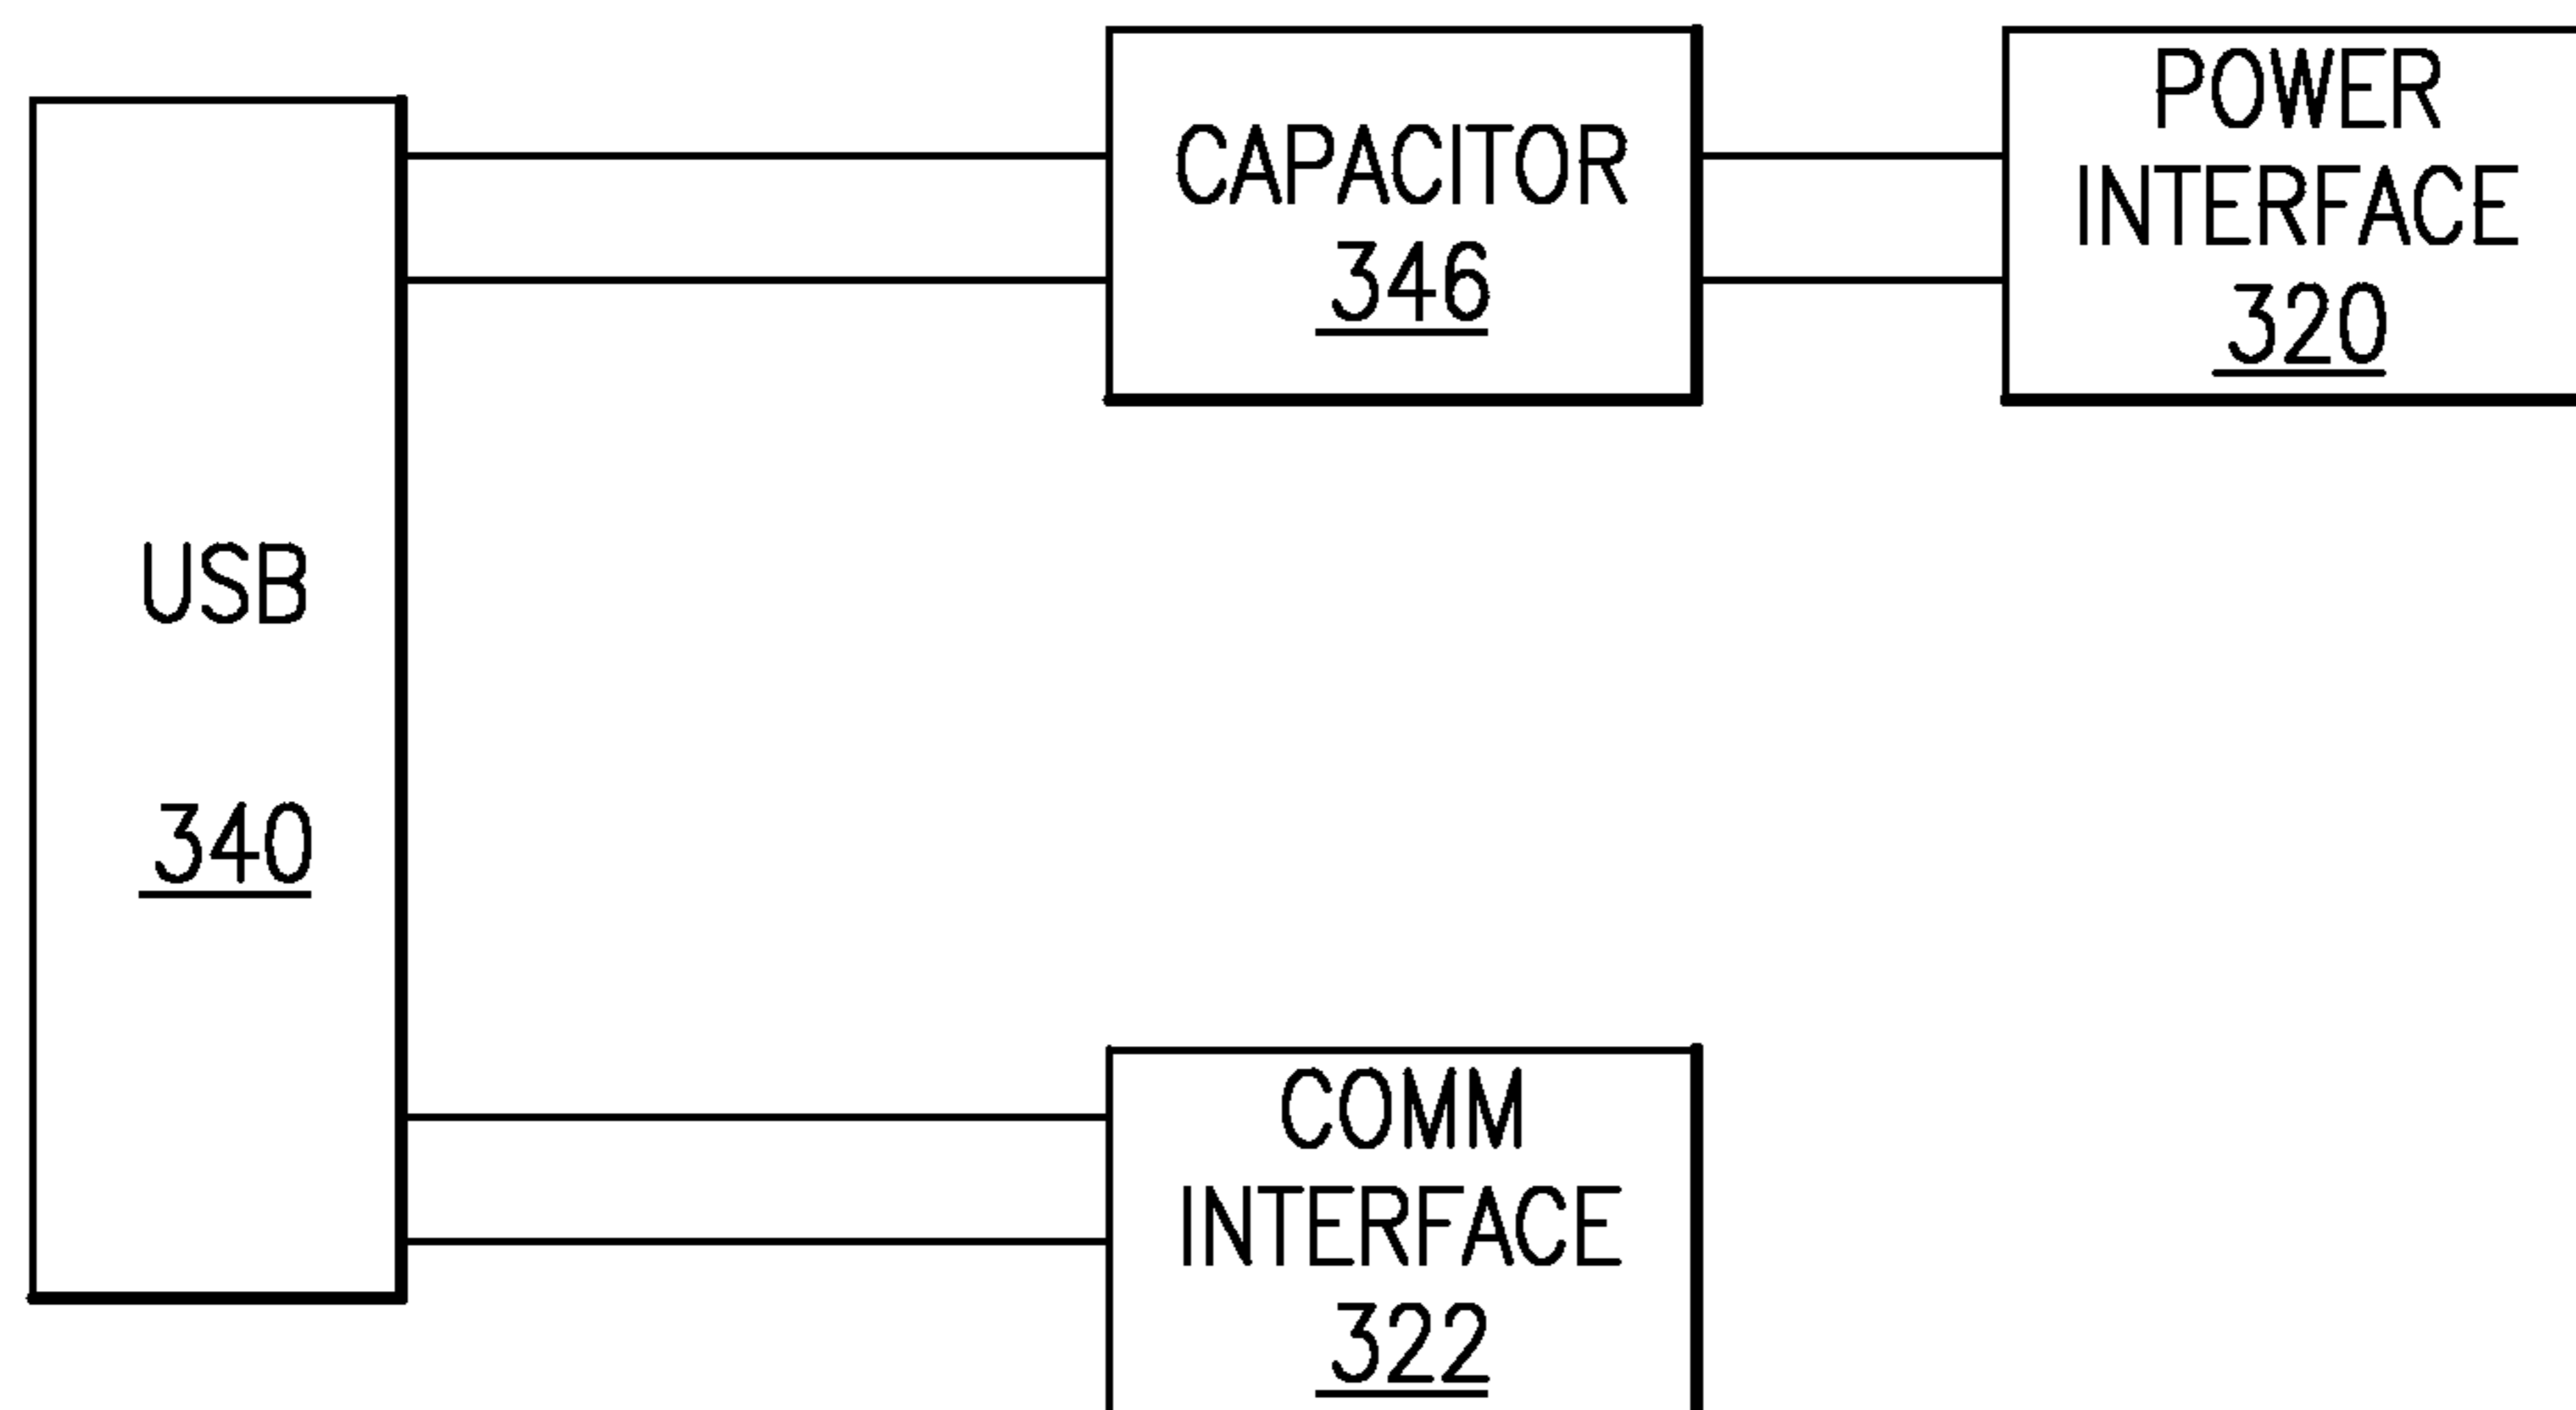 USB
340
CAPACITOR
346
POWER
INTERFACE
320
COMM
INTERFACE
322